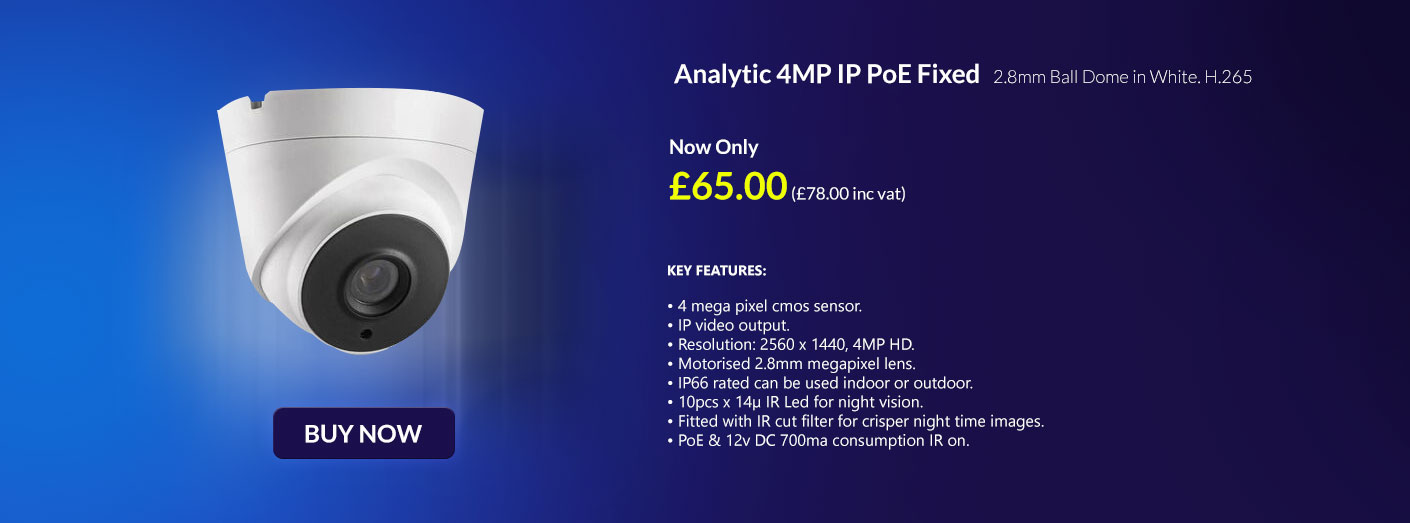 Analytic 4MP IP PoE Fixed 2.8mm Ball Dome in White. H.265
Now Only
£65.00 (£78.00 inc vat)
KEY FEATURES:
• 4 mega pixel cmos sensor.
• IP video output.
• Resolution: 2560 x 1440, 4MP HD.
• Motorised 2.8mm megapixel lens.
• IP66 rated can be used indoor or outdoor.
• 10pcs x 14µ IR Led for night vision.
• Fitted with IR cut filter for crisper night time images.
• PoE & 12v DC 700ma consumption IR on.
BUY NOW